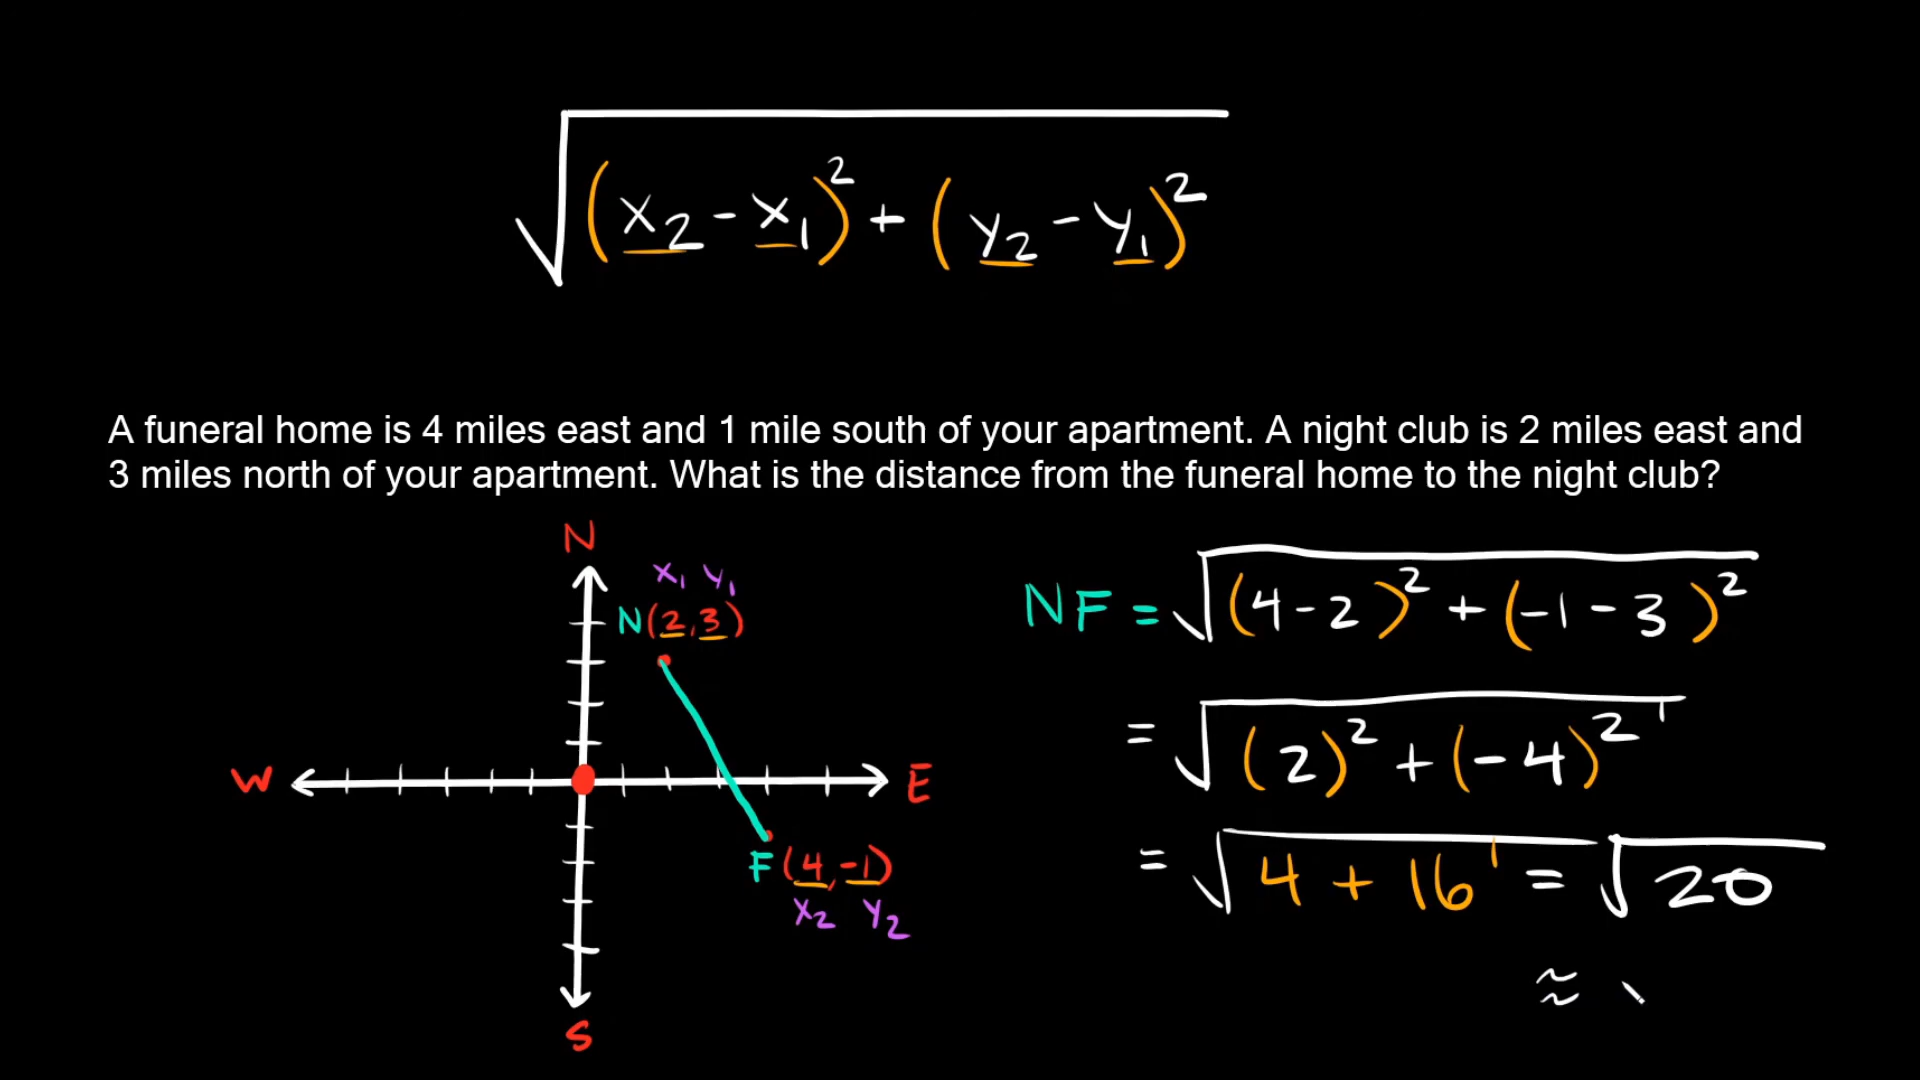 √(x₂ - x₁)² + (y₂ - y₁)²
A funeral home is 4 miles east and 1 mile south of your apartment. A night club is 2 miles east and
3 miles north of your apartment. What is the distance from the funeral home to the night club?
N
x₁ y₁
N(2,3)
W
E
F(4,-1)
x₂ y₂
S
NF = √(4-2)² + (-1-3)²
= √(2)² + (-4)²
= √4 + 16 = √20
≈